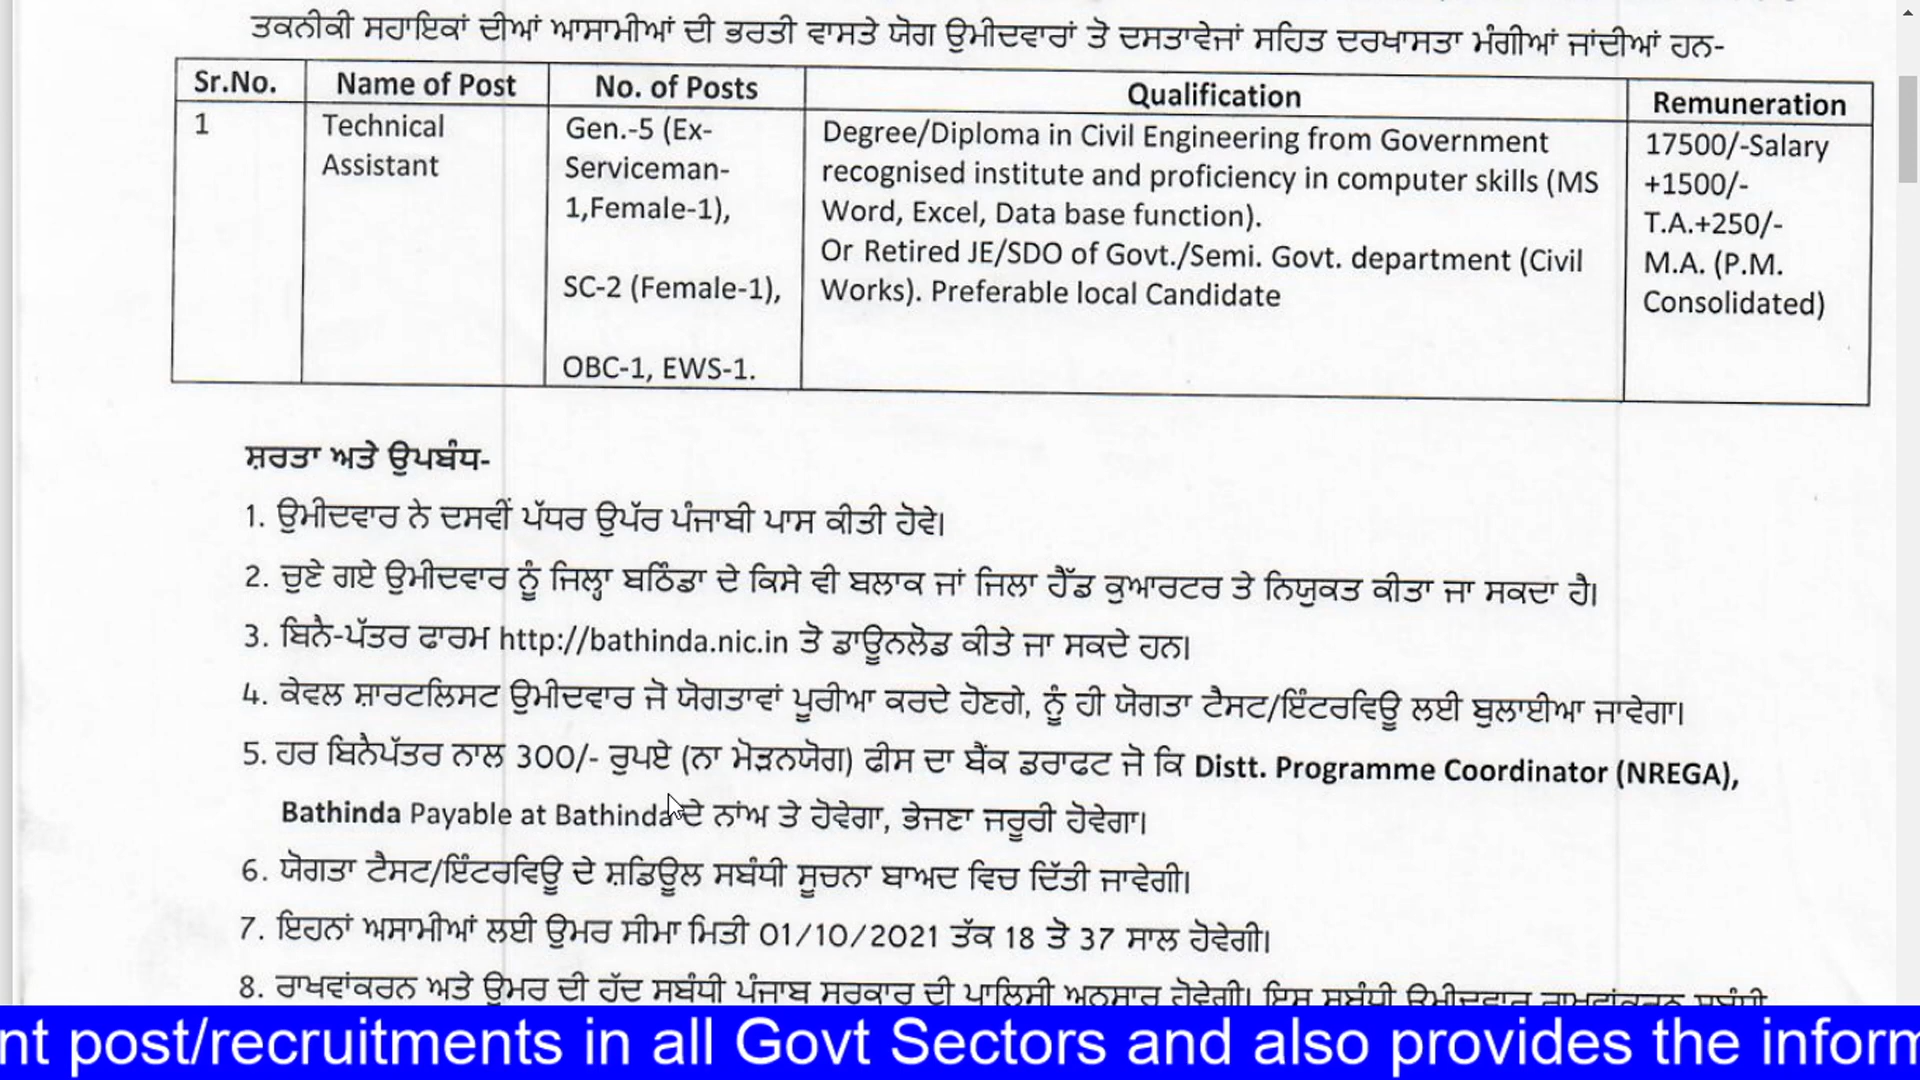 ਤਕਨੀਕੀ ਸਹਾਇਕਾਂ ਦੀਆਂ ਆਸਾਮੀਆਂ ਦੀ ਭਰਤੀ ਵਾਸਤੇ ਯੋਗ ਉਮੀਦਵਾਰਾਂ ਤੋ ਦਸਤਾਵੇਜਾਂ ਸਹਿਤ ਦਰਖਾਸਤਾ ਮੰਗੀਆਂ ਜਾਂਦੀਆਂ ਹਨ-
Sr.No. Name of Post No. of Posts Qualification Remuneration
1 Technical Assistant
Gen.-5 (Ex-
Serviceman-
1,Female-1),
SC-2 (Female-1),
OBC-1, EWS-1.
Degree/Diploma in Civil Engineering from Government
recognised institute and proficiency in computer skills (MS
Word, Excel, Data base function).
Or Retired JE/SDO of Govt./Semi. Govt. department (Civil
Works). Preferable local Candidate
17500/-Salary
+1500/-
T.A.+250/-
M.A. (P.M.
Consolidated)
ਸ਼ਰਤਾ ਅਤੇ ਉਪਬੰਧ-
1. ਉਮੀਦਵਾਰ ਨੇ ਦਸਵੀਂ ਪੱਧਰ ਉਪੱਰ ਪੰਜਾਬੀ ਪਾਸ ਕੀਤੀ ਹੋਵੇ।
2. ਚੁਣੇ ਗਏ ਉਮੀਦਵਾਰ ਨੂੰ ਜਿਲ੍ਹਾ ਬਠਿੰਡਾ ਦੇ ਕਿਸੇ ਵੀ ਬਲਾਕ ਜਾਂ ਜਿਲਾ ਹੈੱਡ ਕੁਆਰਟਰ ਤੇ ਨਿਯੁਕਤ ਕੀਤਾ ਜਾ ਸਕਦਾ ਹੈ।
3. ਬਿਨੈ-ਪੱਤਰ ਫਾਰਮ http://bathinda.nic.in ਤੋ ਡਾਊਨਲੋਡ ਕੀਤੇ ਜਾ ਸਕਦੇ ਹਨ।
4. ਕੇਵਲ ਸ਼ਾਰਟਲਿਸਟ ਉਮੀਦਵਾਰ ਜੋ ਯੋਗਤਾਵਾਂ ਪੂਰੀਆ ਕਰਦੇ ਹੋਣਗੇ, ਨੂੰ ਹੀ ਯੋਗਤਾ ਟੈਸਟ/ਇੰਟਰਵਿਊ ਲਈ ਬੁਲਾਈਆ ਜਾਵੇਗਾ।
5. ਹਰ ਬਿਨੈਪੱਤਰ ਨਾਲ 300/- ਰੁਪਏ (ਨਾ ਮੋੜਨਯੋਗ) ਫੀਸ ਦਾ ਬੈਂਕ ਡਰਾਫਟ ਜੋ ਕਿ Distt. Programme Coordinator (NREGA),
Bathinda Payable at Bathinda ਦੇ ਨਾਂਅ ਤੇ ਹੋਵੇਗਾ, ਭੇਜਣਾ ਜਰੂਰੀ ਹੋਵੇਗਾ।
6. ਯੋਗਤਾ ਟੈਸਟ/ਇੰਟਰਵਿਊ ਦੇ ਸ਼ਡਿਊਲ ਸਬੰਧੀ ਸੂਚਨਾ ਬਾਅਦ ਵਿਚ ਦਿੱਤੀ ਜਾਵੇਗੀ।
7. ਇਹਨਾਂ ਅਸਾਮੀਆਂ ਲਈ ਉਮਰ ਸੀਮਾ ਮਿਤੀ 01/10/2021 ਤੱਕ 18 ਤੋ 37 ਸਾਲ ਹੋਵੇਗੀ।
8. ਰਾਖਵਾਂਕਰਨ ਅਤੇ ਉਮਰ ਦੀ ਹੱਦ ਸਬੰਧੀ ਪੰਜਾਬ ਸਰਕਾਰ ਦੀ ਪਾਲਿਸੀ ਅਨੁਸਾਰ ਹੋਵੇਗੀ। ਇਸ ਸਬੰਧੀ ਉਮੀਦਵਾਰ ਰਾਖਵਾਂਕਰਨ ਸਬੰਧੀ
nt post/recruitments in all Govt Sectors and also provides the inform